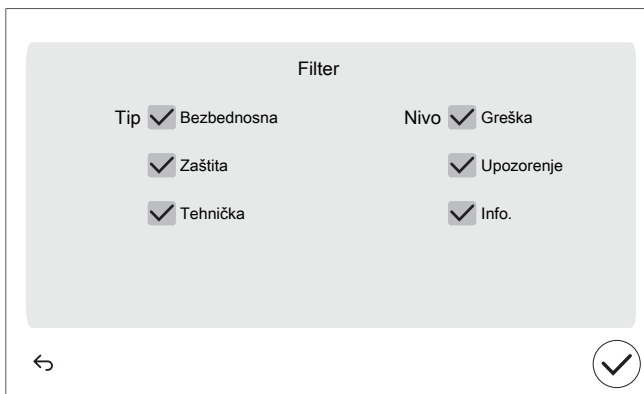 Filter
Tip Bezbednosna Nivo Greška
Zaštita Upozorenje
Tehnička Info.